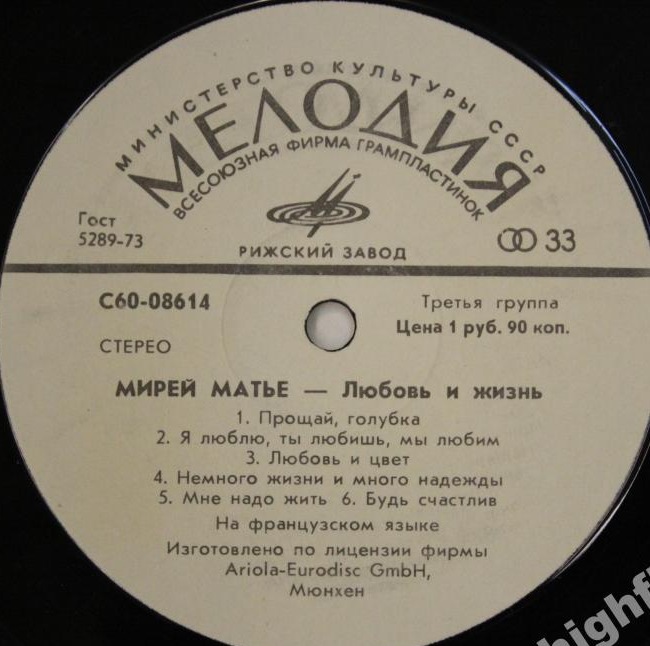 МИНИСТЕРСТВО КУЛЬТУРЫ СССР
МЕЛОДИЯ
ВСЕСОЮЗНАЯ ФИРМА ГРАМПЛАСТИНОК
Гост
5289-73
РИЖСКИЙ ЗАВОД
33
С60-08614
Третья группа
Цена 1 руб. 90 коп.
СТЕРЕО
МИРЕЙ МАТЬЕ — Любовь и жизнь
1. Прощай, голубка
2. Я люблю, ты любишь, мы любим
3. Любовь и цвет
4. Немного жизни и много надежды
5. Мне надо жить 6. Будь счастлив
На французском языке
Изготовлено по лицензии фирмы
Ariola-Eurodisc GmbH,
Мюнхен